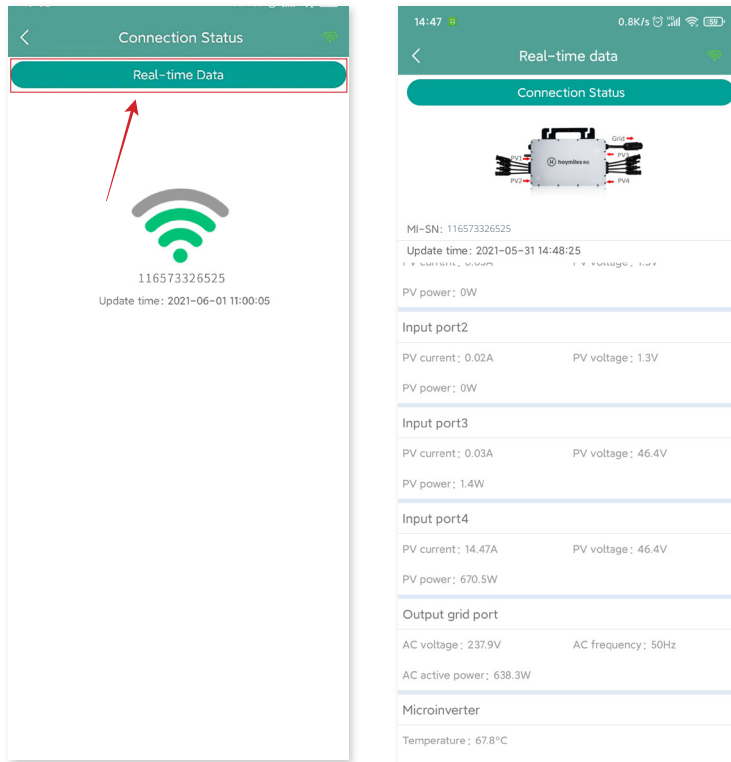 Connection Status
Real-time Data
116573326525
Update time: 2021-06-01 11:00:05
14:47 0.8K/s 59
Real-time data
Connection Status
Grid
PV1 hoymiles PV3
PV2 PV4
MI-SN: 116573326525
Update time: 2021-05-31 14:48:25
PV power: 0W
Input port2
PV current: 0.02A PV voltage: 1.3V
PV power: 0W
Input port3
PV current: 0.03A PV voltage: 46.4V
PV power: 1.4W
Input port4
PV current: 14.47A PV voltage: 46.4V
PV power: 670.5W
Output grid port
AC voltage: 237.9V AC frequency: 50Hz
AC active power: 638.3W
Microinverter
Temperature: 67.8°C